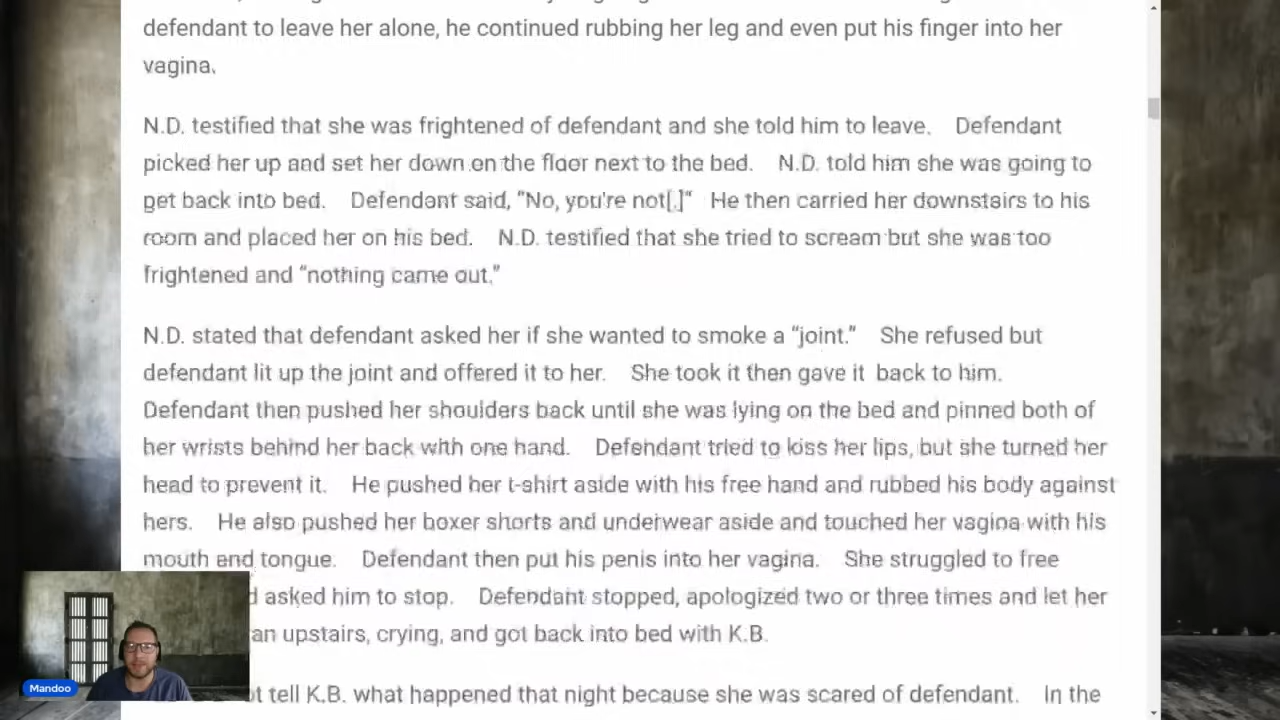 defendant to leave her alone, he continued rubbing her leg and even put his finger into her
vagina.
N.D. testified that she was frightened of defendant and she told him to leave. Defendant
picked her up and set her down on the floor next to the bed. N.D. told him she was going to
get back into bed. Defendant said, “No, you're not[.]” He then carried her downstairs to his
room and placed her on his bed. N.D. testified that she tried to scream but she was too
frightened and “nothing came out.”
N.D. stated that defendant asked her if she wanted to smoke a “joint.” She refused but
defendant lit up the joint and offered it to her. She took it then gave it back to him.
Defendant then pushed her shoulders back until she was lying on the bed and pinned both of
her wrists behind her back with one hand. Defendant tried to kiss her lips, but she turned her
head to prevent it. He pushed her t-shirt aside with his free hand and rubbed his body against
hers. He also pushed her boxer shorts and underwear aside and touched her vagina with his
mouth and tongue. Defendant then put his penis into her vagina. She struggled to free
asked him to stop. Defendant stopped, apologized two or three times and let her
upstairs, crying, and got back into bed with K.B.
tell K.B. what happened that night because she was scared of defendant. In the
Mandoo